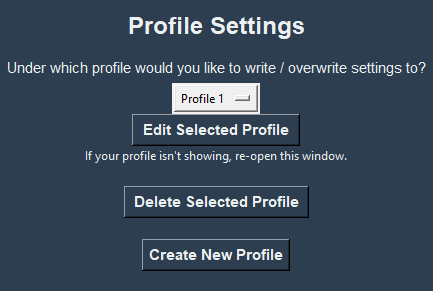 Profile Settings
Under which profile would you like to write / overwrite settings to?
Profile 1
Edit Selected Profile
If your profile isn't showing, re-open this window.
Delete Selected Profile
Create New Profile